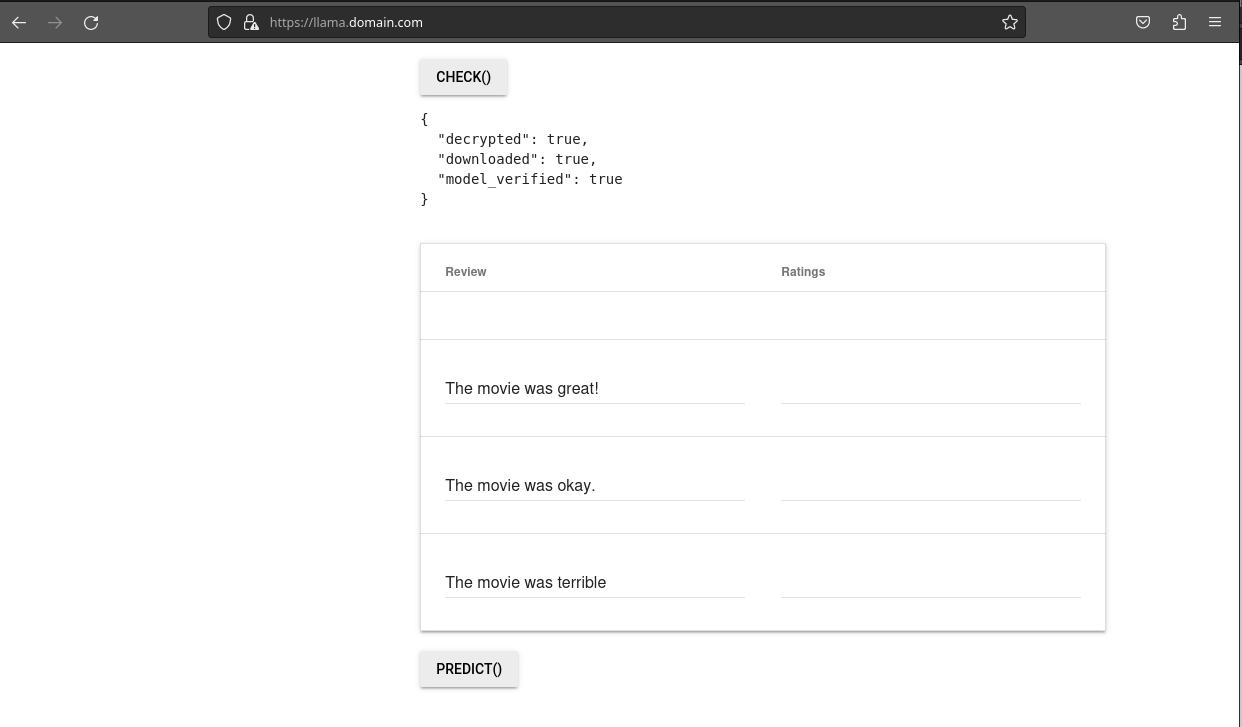 https://llama.domain.com
CHECK()
{
"decrypted": true,
"downloaded": true,
"model_verified": true
}
Review Ratings
The movie was great!
The movie was okay.
The movie was terrible
PREDICT()